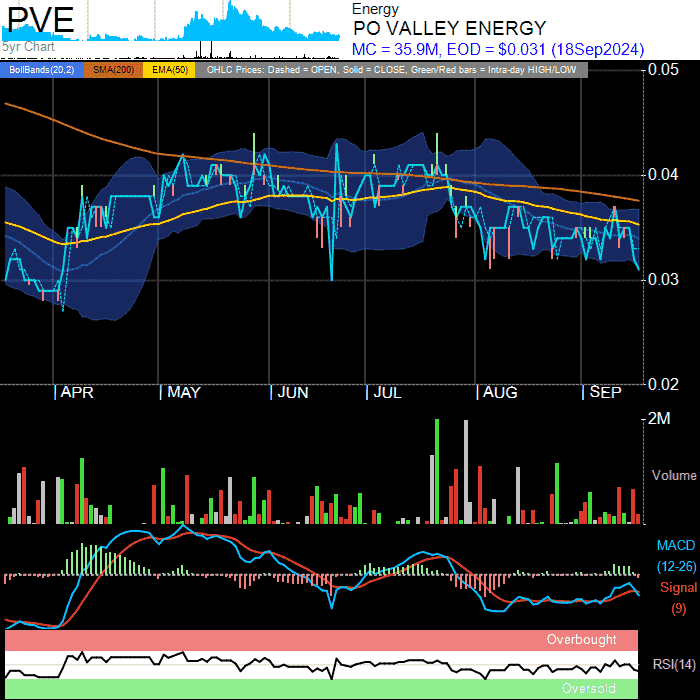 PVE
5yr Chart
Energy
PO VALLEY ENERGY
MC = 35.9M, EOD = $0.031 (18Sep2024)
BollBands(20,2) SMA(200) EMA(50) OHLC Prices: Dashed = OPEN, Solid = CLOSE, Green/Red bars = Intra-day HIGH/LOW
0.05
0.04
0.03
0.02
APR MAY JUN JUL AUG SEP
2M
Volume
MACD
(12-26)
Signal
(9)
Overbought
RSI(14)
Oversold